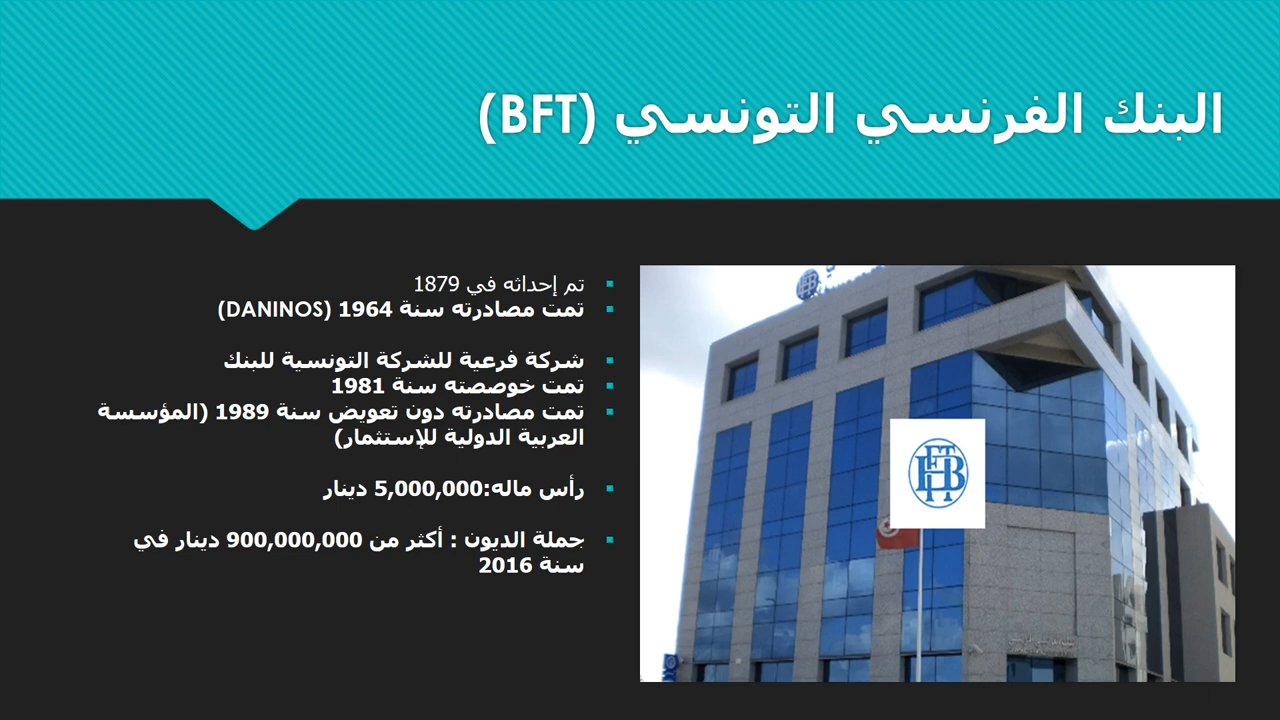 البنك الفرنسي التونسي (BFT)
تم إحداثه في 1879
تمت مصادرته سنة 1964 (DANINOS)
شركة فرعية للشركة التونسية للبنك
تمت خوصصته سنة 1981
تمت مصادرته دون تعويض سنة 1989 (المؤسسة
العربية الدولية للإستثمار)
رأس ماله:5,000,000 دينار
جملة الديون : أكثر من 900,000,000 دينار في
سنة 2016